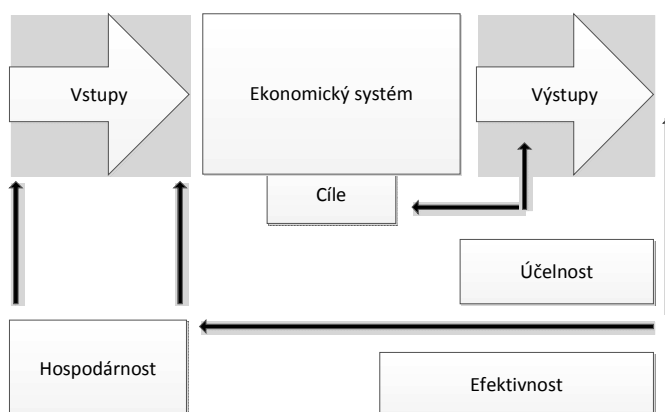 Vstupy
Ekonomický systém
Výstupy
Cíle
Účelnost
Hospodárnost
Efektivnost